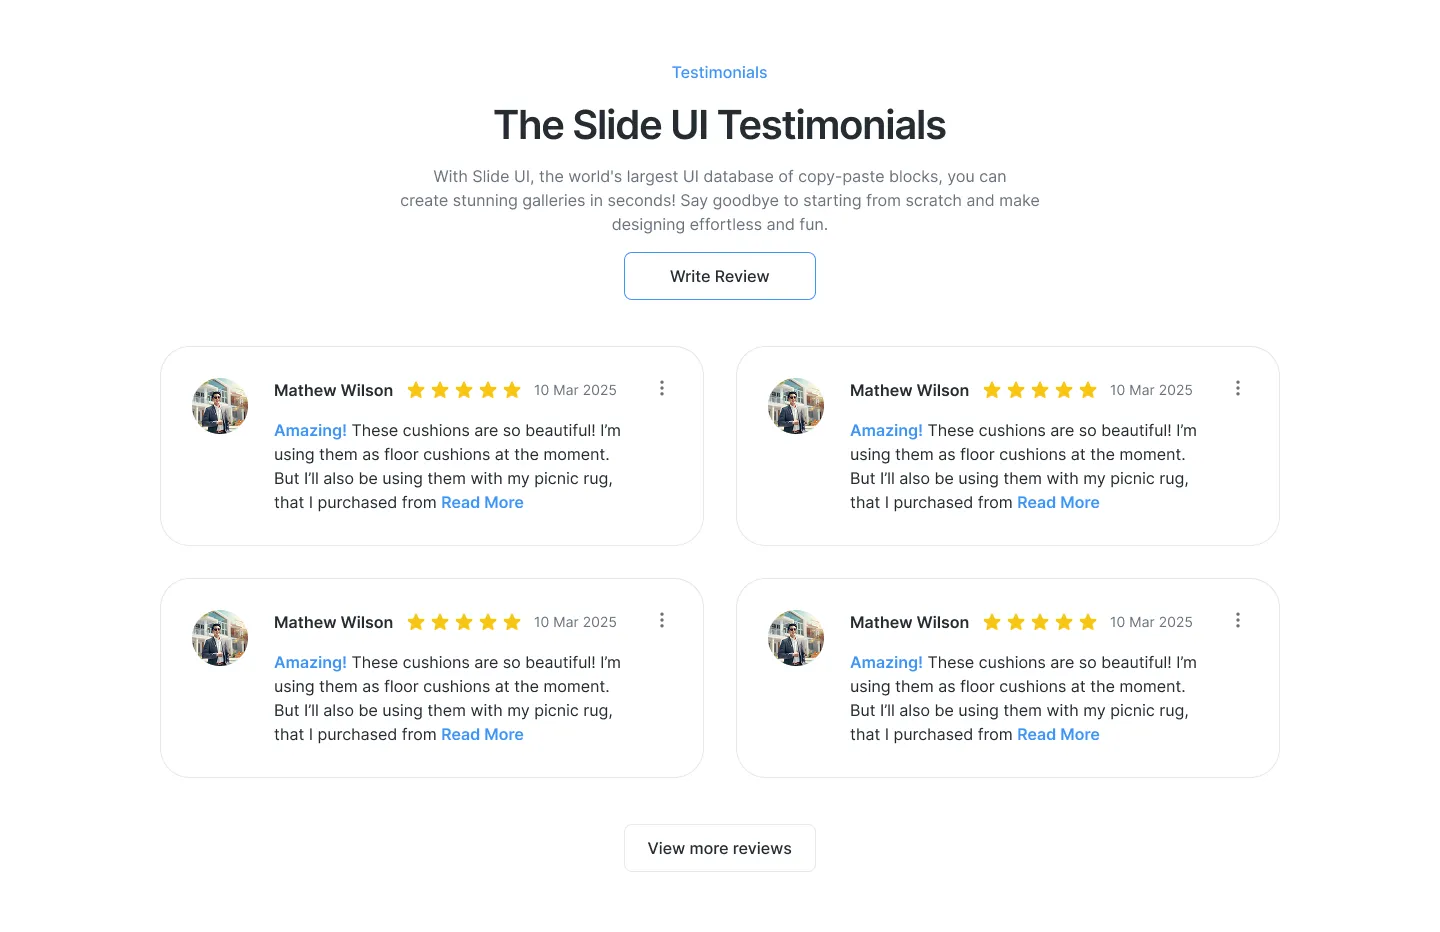 Testimonials
The Slide UI Testimonials
With Slide UI, the world's largest UI database of copy-paste blocks, you can
create stunning galleries in seconds! Say goodbye to starting from scratch and make
designing effortless and fun.
Write Review
Mathew Wilson 10 Mar 2025
Amazing! These cushions are so beautiful! I’m
using them as floor cushions at the moment.
But I’ll also be using them with my picnic rug,
that I purchased from Read More
Mathew Wilson 10 Mar 2025
Amazing! These cushions are so beautiful! I’m
using them as floor cushions at the moment.
But I’ll also be using them with my picnic rug,
that I purchased from Read More
Mathew Wilson 10 Mar 2025
Amazing! These cushions are so beautiful! I’m
using them as floor cushions at the moment.
But I’ll also be using them with my picnic rug,
that I purchased from Read More
Mathew Wilson 10 Mar 2025
Amazing! These cushions are so beautiful! I’m
using them as floor cushions at the moment.
But I’ll also be using them with my picnic rug,
that I purchased from Read More
View more reviews